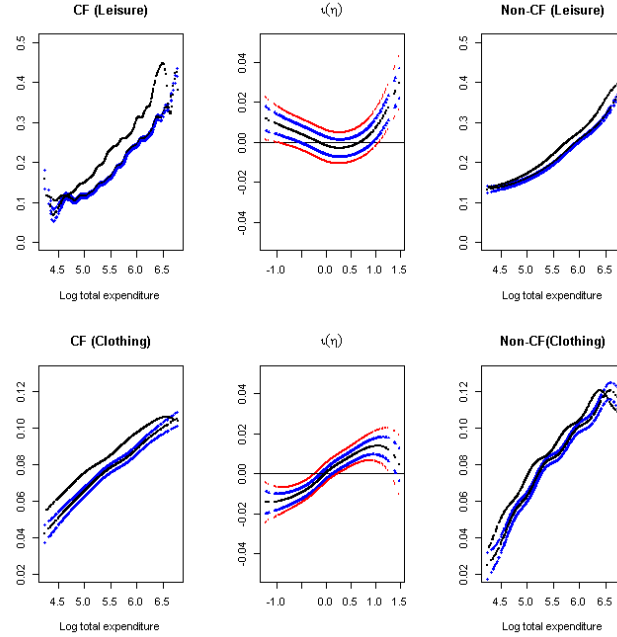 CF (Leisure)
ι(η)
Non-CF (Leisure)
0.5
0.4
0.3
0.2
0.1
0.0
4.5 5.0 5.5 6.0 6.5
Log total expenditure
0.04
0.02
0.00
-0.02
-0.04
-1.0 0.0 0.5 1.0 1.5
0.5
0.4
0.3
0.2
0.1
0.0
4.5 5.0 5.5 6.0 6.5
Log total expenditure
CF (Clothing)
ι(η)
Non-CF(Clothing)
0.12
0.10
0.08
0.06
0.04
0.02
4.5 5.0 5.5 6.0 6.5
Log total expenditure
0.04
0.02
0.00
-0.02
-0.04
-1.0 0.0 0.5 1.0 1.5
0.12
0.10
0.08
0.06
0.04
0.02
4.5 5.0 5.5 6.0 6.5
Log total expenditure